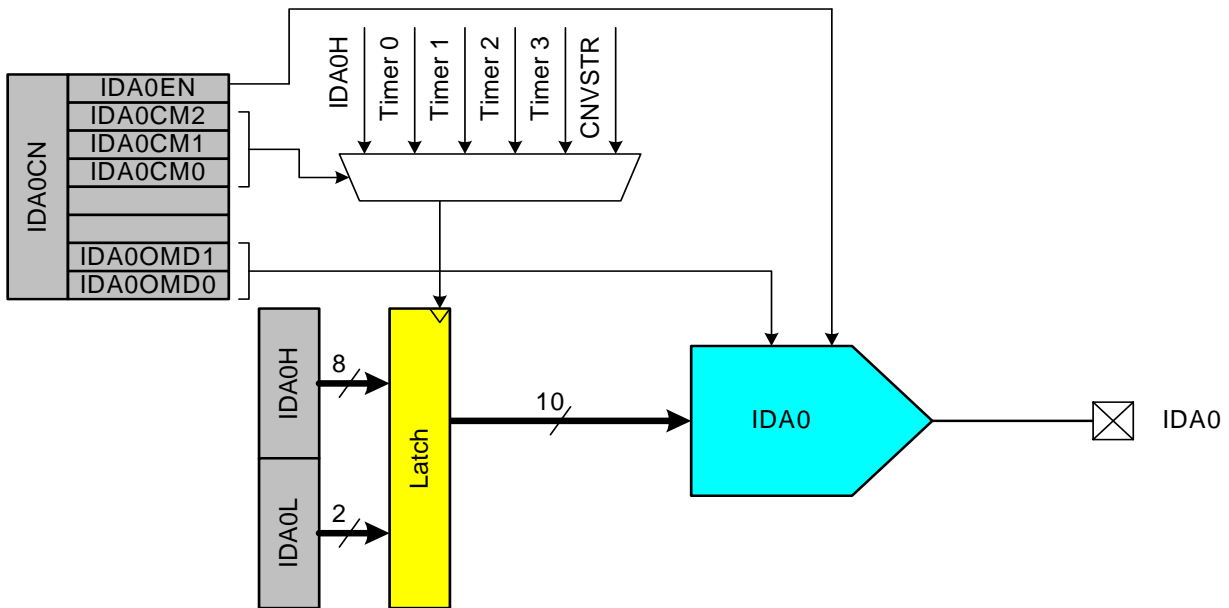 IDA0CN
IDA0EN
IDA0CM2
IDA0CM1
IDA0CM0
IDA0OMD1
IDA0OMD0
IDA0H
Timer 0
Timer 1
Timer 2
Timer 3
CNVSTR
IDA0H
8
IDA0L
2
Latch
10
IDA0
IDA0